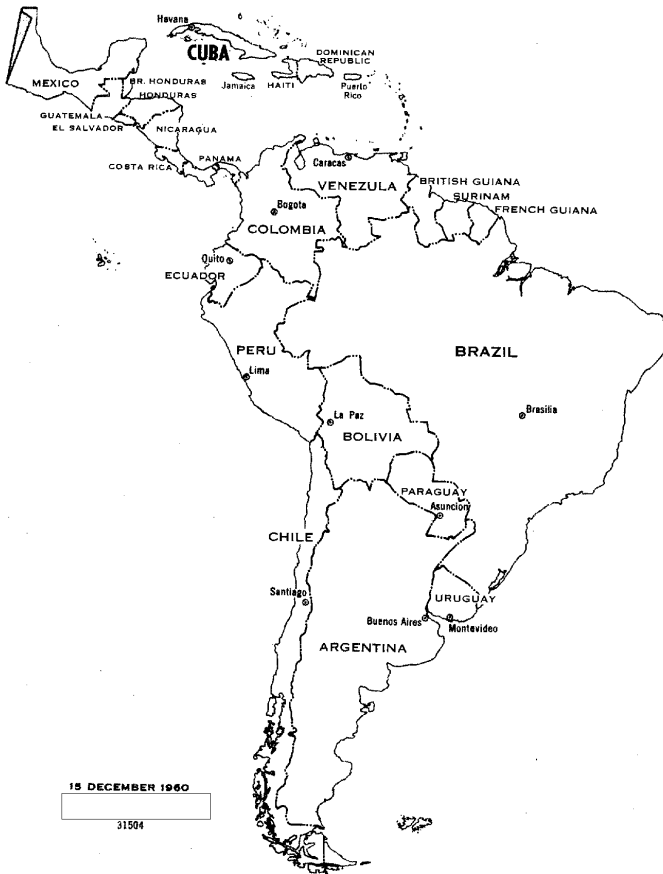 Havana
6
CUBA
DOMINICAN
REPUBLIC
MEXICO
BR. HONDURAS
Jamaica
HAITI
Puerto
Rico
HONDURAS
GUATEMALA
EL SALVADOR
NICARAGUA
COSTA RICA
PANAMA
Caracas
VENEZULA
BRITISH GUIANA
SURINAM
FRENCH GUIANA
Bogota
COLOMBIA
Quito
ECUADOR
PERU
BRAZIL
Lima
La Paz
Brasilia
BOLIVIA
PARAGUAY
Asuncion
CHILE
Santiago
URUGUAY
Buenos Aires
Montevideo
ARGENTINA
15 DECEMBER 1960
31504